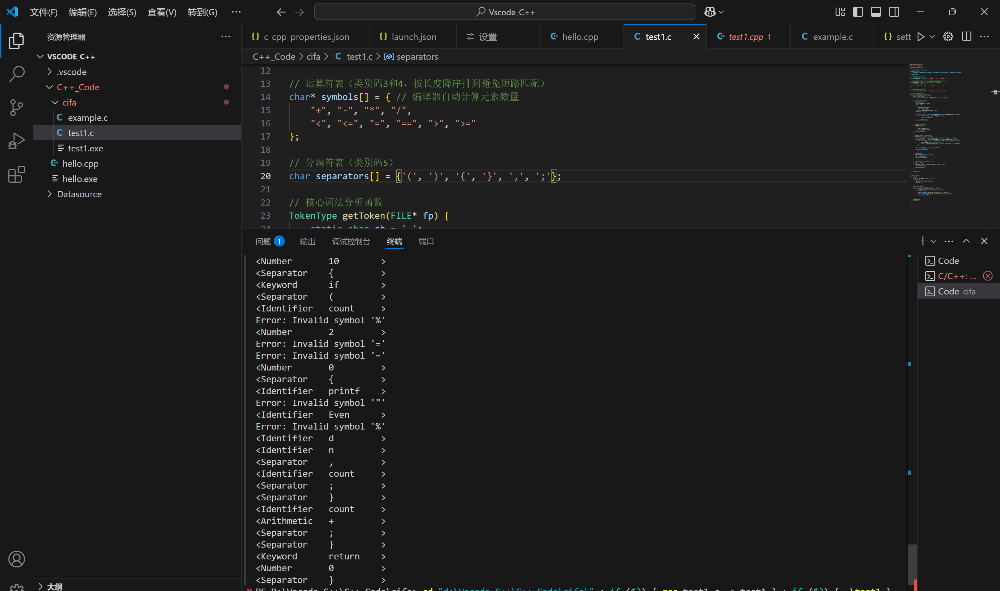 文件(F) 编辑(E) 选择(S) 查看(V) 转到(G) ··· Vscode_C++
资源管理器 ···
VSCODE_C++
.vscode
C++_Code
cifa
example.c
test1.c
test1.exe
hello.cpp
hello.exe
Datasource
大纲
{} c_cpp_properties.json {} launch.json 设置 hello.cpp C test1.c test1.cpp 1 C example.c {} sett
C++_Code > cifa > C test1.c > separators
12
13 // 运算符表（类别码3和4，按长度降序排列避免短路匹配）
14 char* symbols[] = { // 编译器自动计算元素数量
15 "+", "-", "*", "/",
16 "<", "<=", "=", "==", ">", ">="
17 };
18
19 // 分隔符表（类别码5）
20 char separators[] = {'(', ')', '{', '}', ',', ';'};
21
22 // 核心词法分析函数
23 TokenType getToken(FILE* fp) {
24 static char ch = ' ';
问题 1 输出 调试控制台 终端 端口
<Number 10 >
<Separator { >
<Keyword if >
<Separator ( >
<Identifier count >
Error: Invalid symbol '%'
<Number 2 >
Error: Invalid symbol '='
Error: Invalid symbol '='
<Number 0 >
<Separator { >
<Identifier printf >
Error: Invalid symbol '"'
<Identifier Even >
Error: Invalid symbol '%'
<Identifier d >
<Identifier n >
<Separator , >
<Identifier count >
<Separator ; >
<Separator } >
<Identifier count >
<Arithmetic + >
<Separator ; >
<Separator } >
<Keyword return >
<Number 0 >
<Separator } >
PS D:\Vscode_C++\C++_Code\cifa> cd "d:\Vscode_C++\C++_Code\cifa\" ; if ($?) { gcc test1.c -o test1 } ; if ($?) { .\test1 }
Code
C/C++: ...
Code cifa